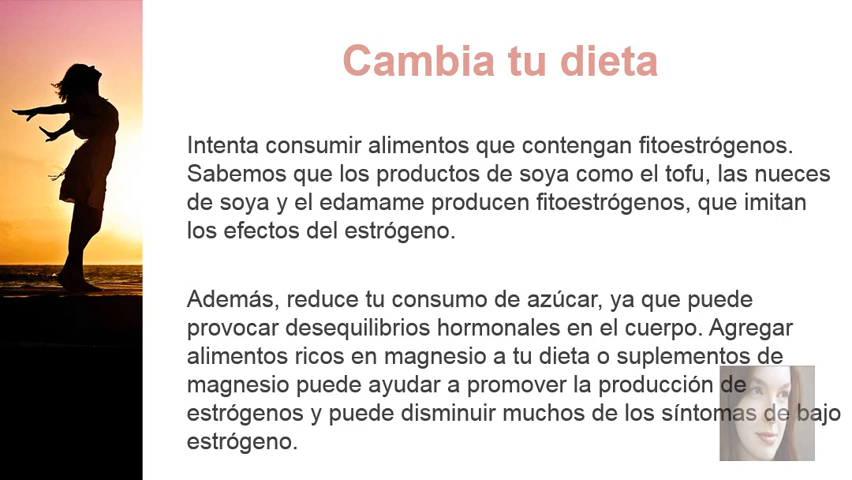 Cambia tu dieta
Intenta consumir alimentos que contengan fitoestrógenos.
Sabemos que los productos de soya como el tofu, las nueces
de soya y el edamame producen fitoestrógenos, que imitan
los efectos del estrógeno.
Además, reduce tu consumo de azúcar, ya que puede
provocar desequilibrios hormonales en el cuerpo. Agregar
alimentos ricos en magnesio a tu dieta o suplementos de
magnesio puede ayudar a promover la producción de
estrógenos y puede disminuir muchos de los síntomas de bajo
estrógeno.